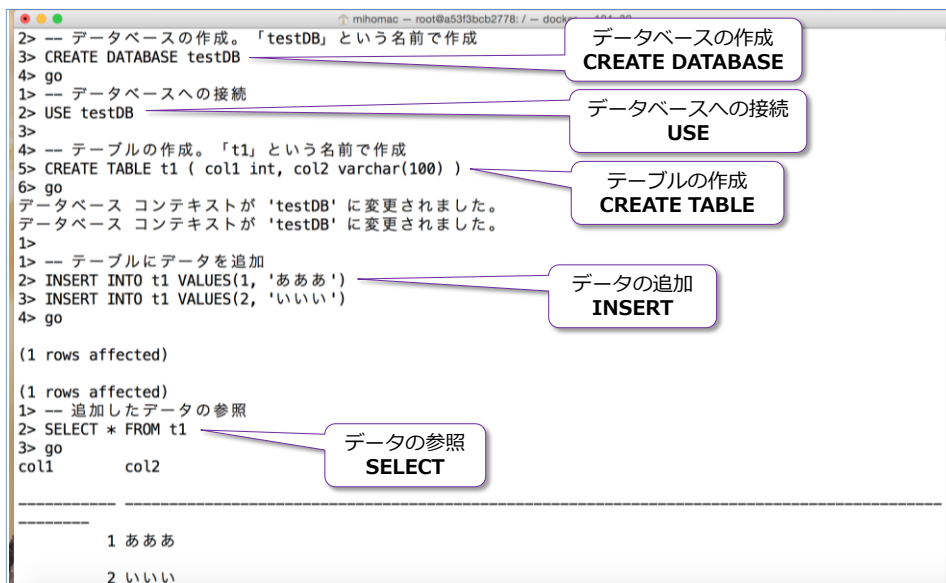 mihomac — root@a53f3bcb2778: / — docker
2> -- データベースの作成。「testDB」という名前で作成
3> CREATE DATABASE testDB
4> go
1> -- データベースへの接続
2> USE testDB
3>
4> -- テーブルの作成。「t1」という名前で作成
5> CREATE TABLE t1 ( col1 int, col2 varchar(100) )
6> go
データベース コンテキストが 'testDB' に変更されました。
データベース コンテキストが 'testDB' に変更されました。
1>
1> -- テーブルにデータを追加
2> INSERT INTO t1 VALUES(1, 'あああ')
3> INSERT INTO t1 VALUES(2, 'いいい')
4> go
(1 rows affected)
(1 rows affected)
1> -- 追加したデータの参照
2> SELECT * FROM t1
3> go
col1 col2
1 あああ
2 いいい
データベースの作成
CREATE DATABASE
データベースへの接続
USE
テーブルの作成
CREATE TABLE
データの追加
INSERT
データの参照
SELECT